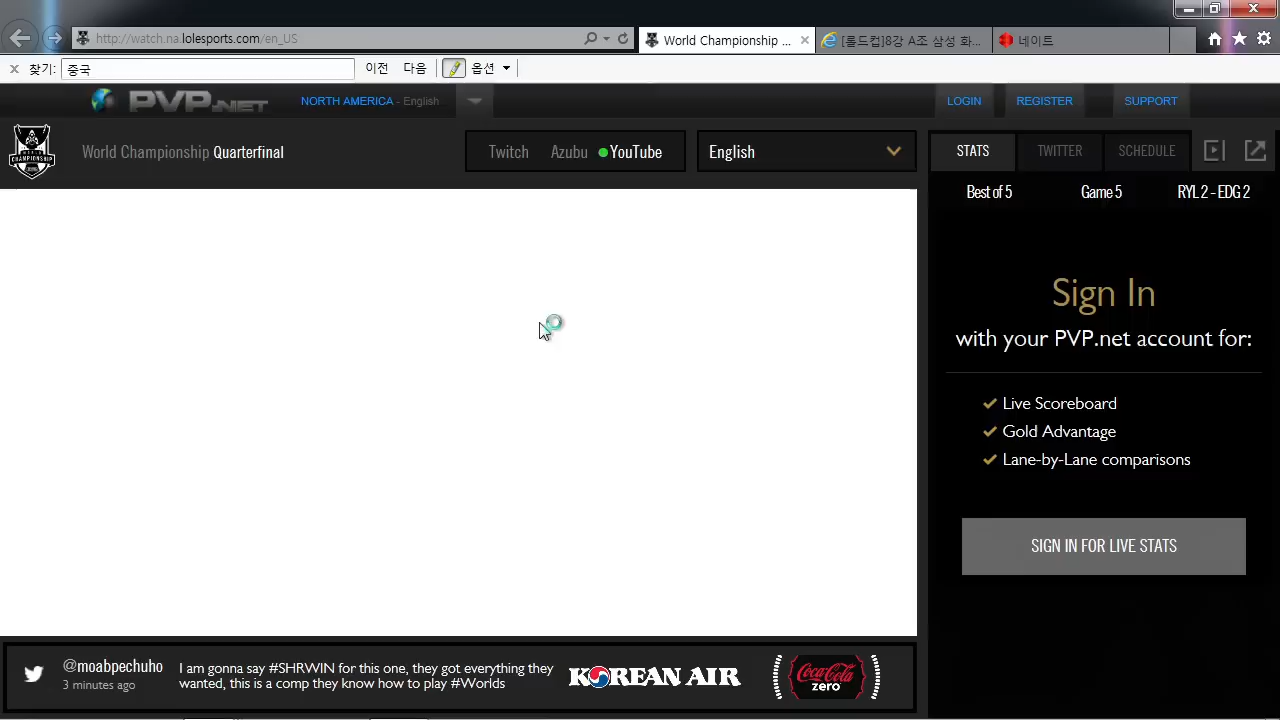 http://watch.na.lolesports.com/en_US
World Championship ...
[롤드컵]8강 A조 삼성 화...
네이트
찾기: 중국 이전 다음 옵션
PVP.NET
NORTH AMERICA - English
LOGIN REGISTER SUPPORT
World Championship Quarterfinal
Twitch Azubu YouTube
English
STATS TWITTER SCHEDULE
Best of 5 Game 5 RYL 2 - EDG 2
Sign In
with your PVP.net account for:
Live Scoreboard
Gold Advantage
Lane-by-Lane comparisons
SIGN IN FOR LIVE STATS
@moabpechuho
3 minutes ago
I am gonna say #SHRWIN for this one, they got everything they
wanted, this is a comp they know how to play #Worlds
KOREAN AIR
Coca-Cola
zero